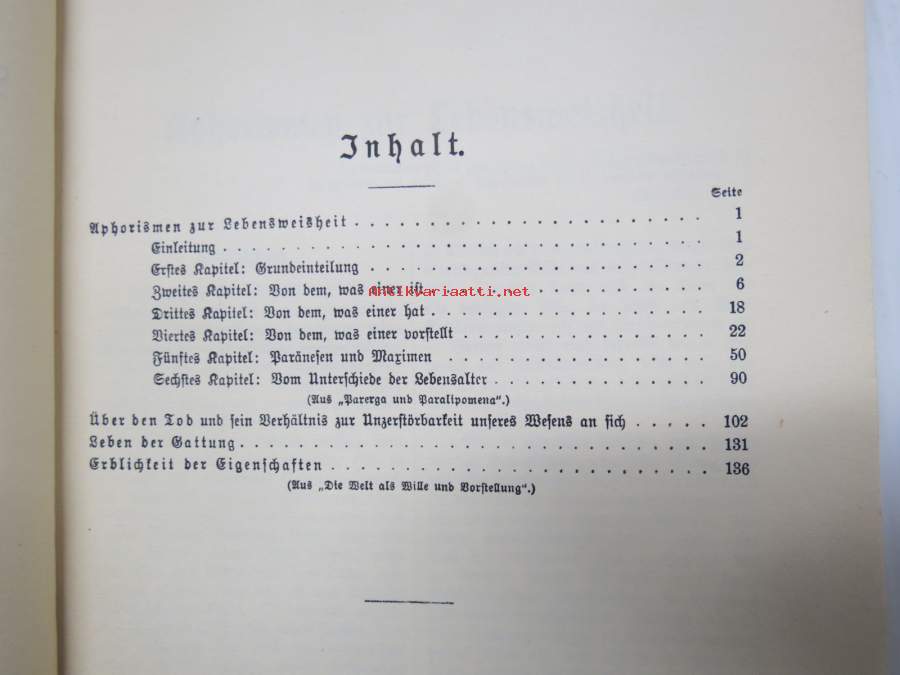 Inhalt.
Seite
Aphorismen zur Lebensweisheit . . . . . . . . . . . . . . . . . . . . . . 1
Einleitung . . . . . . . . . . . . . . . . . . . . . . . . . . . . . 1
Erstes Kapitel: Grundeinteilung . . . . . . . . . . . . . . . . . . . . 2
Zweites Kapitel: Von dem, was einer ist . . . . . . . . . . . . . . . . . 6
Antikvariaatti.net
Drittes Kapitel: Von dem, was einer hat . . . . . . . . . . . . . . . . . 18
Viertes Kapitel: Von dem, was einer vorstellt . . . . . . . . . . . . . . . 22
Fünftes Kapitel: Paränesen und Maximen . . . . . . . . . . . . . . . . 50
Sechstes Kapitel: Vom Unterschiede der Lebensalter . . . . . . . . . . . . . 90
(Aus „Parerga und Paralipomena“.)
Über den Tod und sein Verhältnis zur Unzerstörbarkeit unseres Wesens an sich . . . . . 102
Leben der Gattung . . . . . . . . . . . . . . . . . . . . . . . . . . . . 131
Erblichkeit der Eigenschaften . . . . . . . . . . . . . . . . . . . . . . . 136
(Aus „Die Welt als Wille und Vorstellung“.)